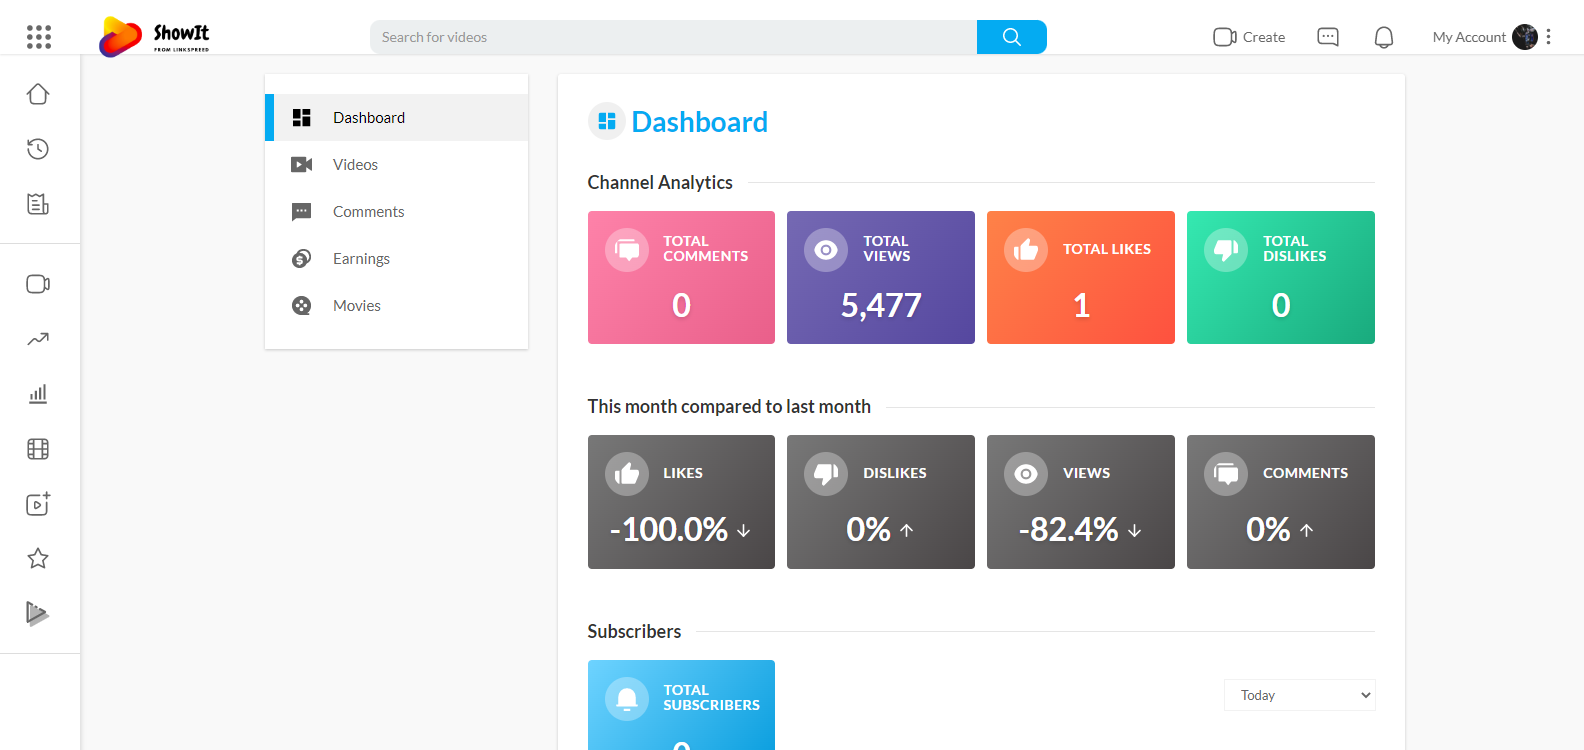 ShowIt
FROM LINKSPREED
Search for videos
Create
My Account
Dashboard
Videos
Comments
Earnings
Movies
Dashboard
Channel Analytics
TOTAL
COMMENTS
0
TOTAL
VIEWS
5,477
TOTAL LIKES
1
TOTAL
DISLIKES
0
This month compared to last month
LIKES
-100.0%
DISLIKES
0%
VIEWS
-82.4%
COMMENTS
0%
Subscribers
TOTAL
SUBSCRIBERS
Today